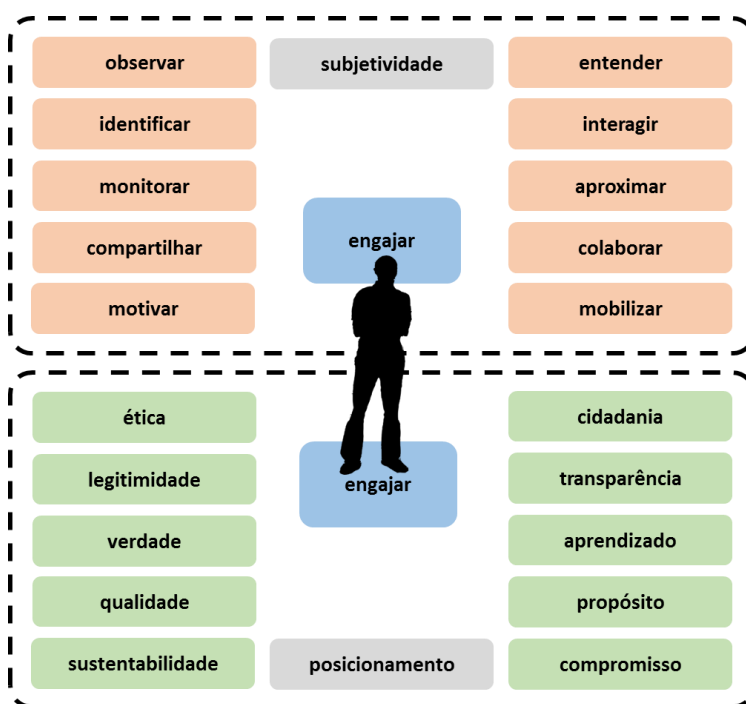 observar
subjetividade
entender
identificar
interagir
monitorar
aproximar
compartilhar
engajar
colaborar
motivar
mobilizar
ética
cidadania
legitimidade
engajar
transparência
verdade
aprendizado
qualidade
propósito
sustentabilidade
posicionamento
compromisso